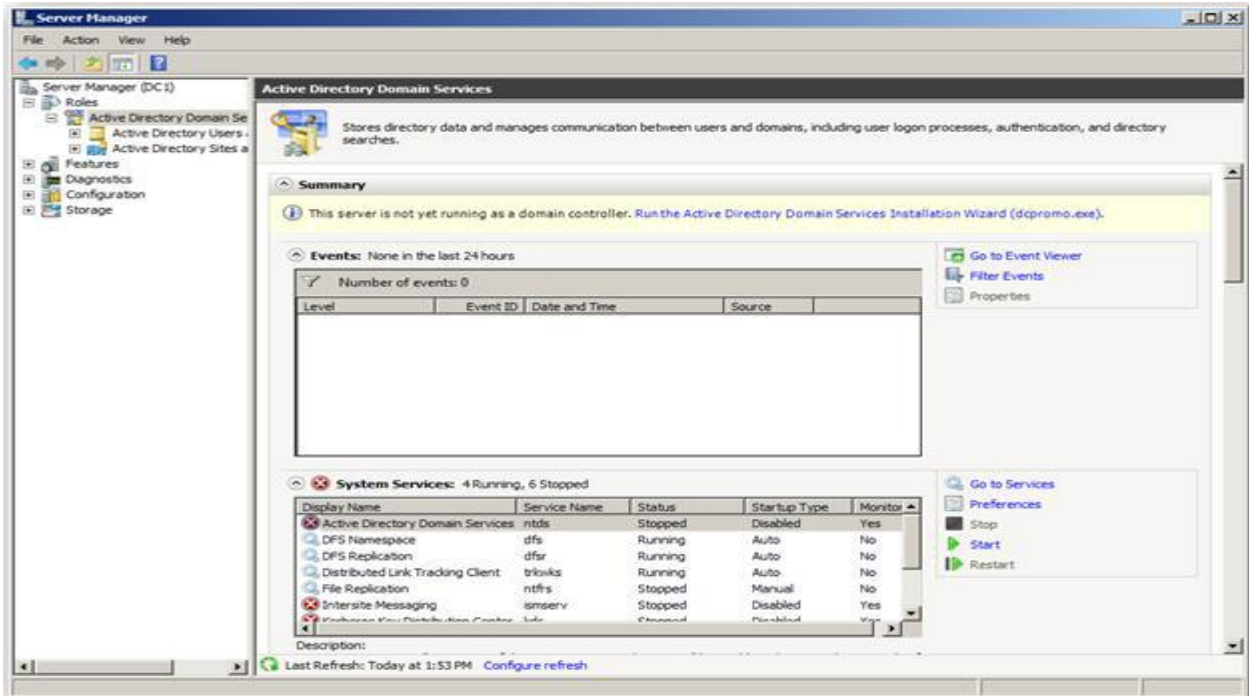 Server Manager
File Action View Help
Server Manager (DC1)
Roles
Active Directory Domain Se
Active Directory Users
Active Directory Sites a
Features
Diagnostics
Configuration
Storage
Active Directory Domain Services
Stores directory data and manages communication between users and domains, including user logon processes, authentication, and directory
searches.
Summary
This server is not yet running as a domain controller. Run the Active Directory Domain Services Installation Wizard (dcpromo.exe).
Events: None in the last 24 hours
Number of events: 0
Level Event ID Date and Time Source
Go to Event Viewer
Filter Events
Properties
System Services: 4 Running, 6 Stopped
Display Name Service Name Status Startup Type Monitor
Active Directory Domain Services ntds Stopped Disabled Yes
DFS Namespace dfs Running Auto No
DFS Replication dfsr Running Auto No
Distributed Link Tracking Client trkwks Running Auto No
File Replication ntfrs Stopped Manual No
Intersite Messaging ismserv Stopped Disabled Yes
Kerberos Key Distribution Center kdc Stopped Disabled Yes
Description:
Go to Services
Preferences
Stop
Start
Restart
Last Refresh: Today at 1:53 PM Configure refresh